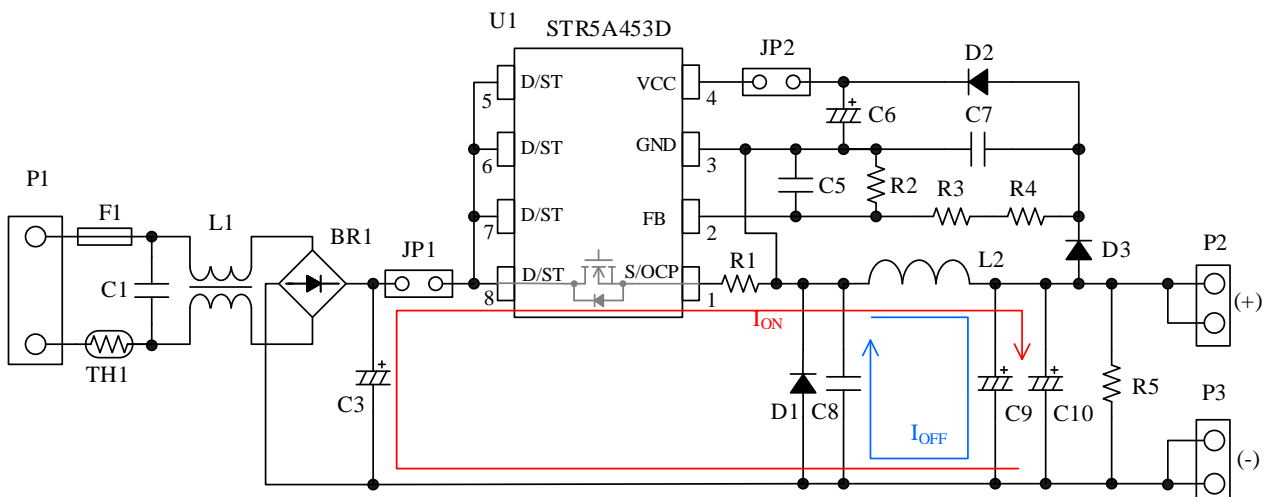 U1
STR5A453D
JP2
D2
D/ST
VCC
5
4
C6
C7
D/ST
GND
6
3
P1
C5
R2
R3
R4
F1
D/ST
FB
7
2
L1
BR1
JP1
R1
L2
D3
P2
D/ST
S/OCP
8
1
C1
(+)
ION
TH1
C3
D1
C8
IOFF
C9
C10
R5
P3
(-)